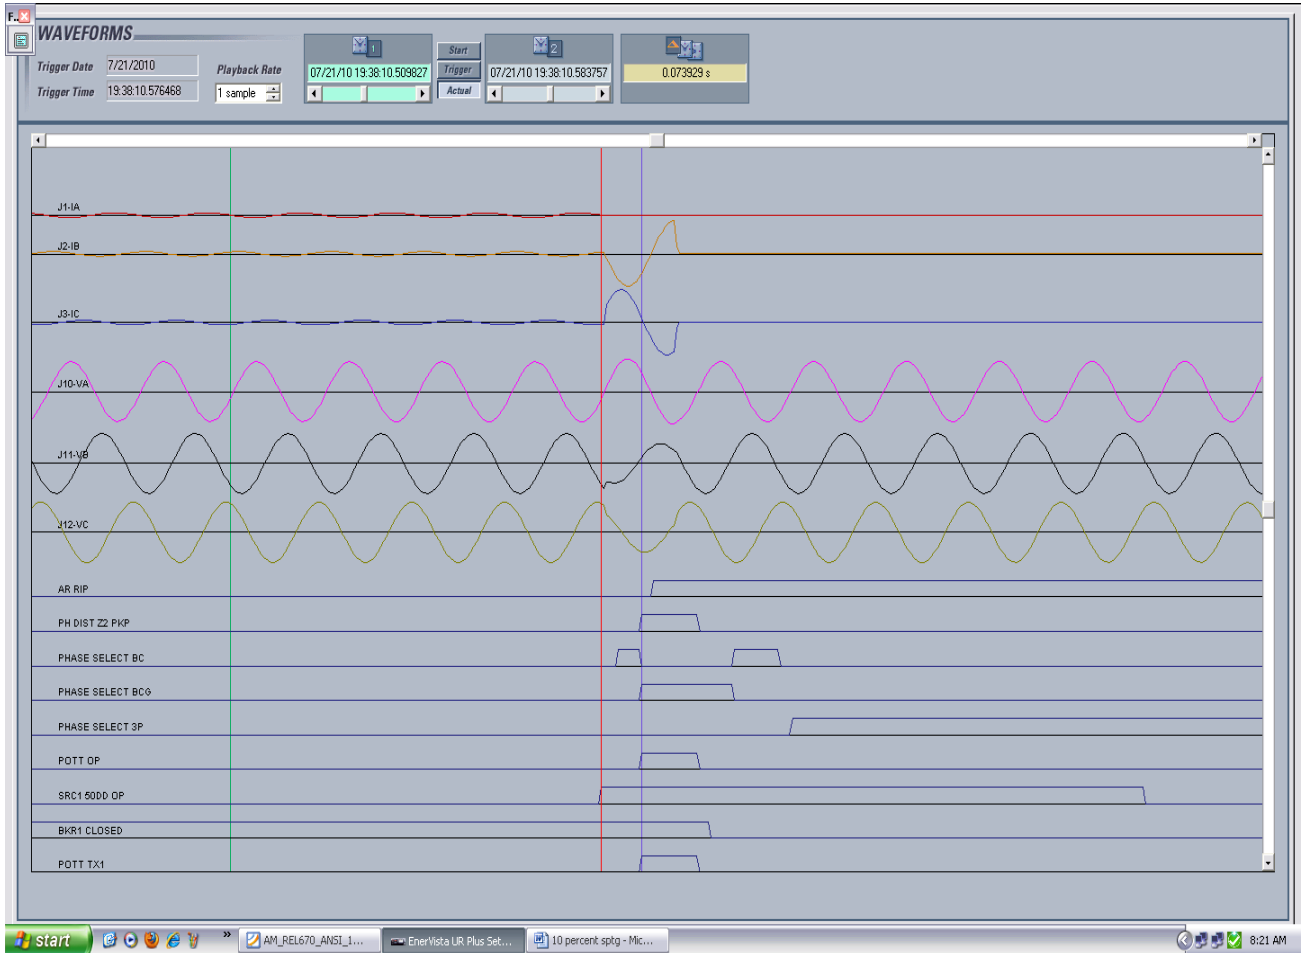 F...
WAVEFORMS
Trigger Date 7/21/2010
Trigger Time 19:38:10.576468
Playback Rate
1 sample
1
07/21/10 19:38:10.509827
Start
Trigger
Actual
2
07/21/10 19:38:10.583757
0.073929 s
J1-IA
J2-IB
J3-IC
J10-VA
J11-VB
J12-VC
AR RIP
PH DIST Z2 PKP
PHASE SELECT BC
PHASE SELECT BCG
PHASE SELECT 3P
POTT OP
SRC1 50DD OP
BKR1 CLOSED
POTT TX1
start
»
AM_REL670_ANSI_1...
EnerVista UR Plus Set...
10 percent sptg - Mic...
8:21 AM